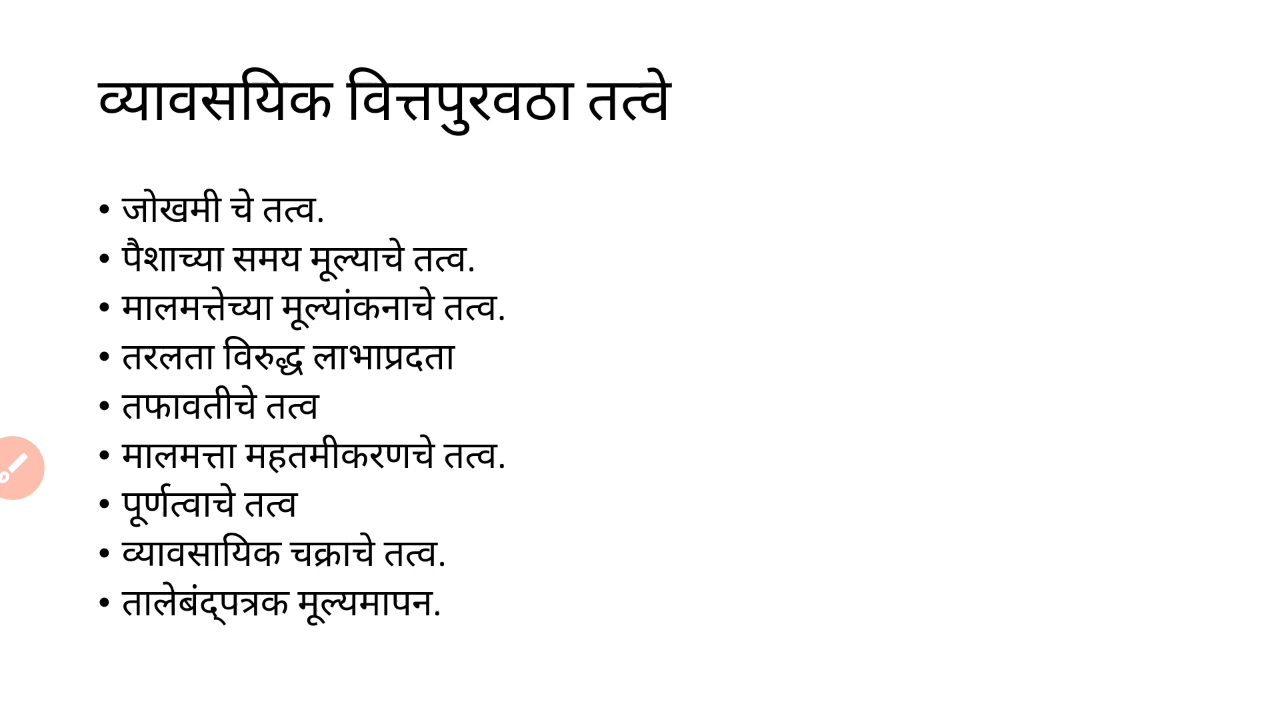 व्यावसयिक वित्तपुरवठा तत्वे
• जोखमी चे तत्व.
• पैशाच्या समय मूल्याचे तत्व.
• मालमत्तेच्या मूल्यांकनाचे तत्व.
• तरलता विरुद्ध लाभाप्रदता
• तफावतीचे तत्व
• मालमत्ता महतमीकरणचे तत्व.
• पूर्णत्वाचे तत्व
• व्यावसायिक चक्राचे तत्व.
• तालेबंद्पत्रक मूल्यमापन.